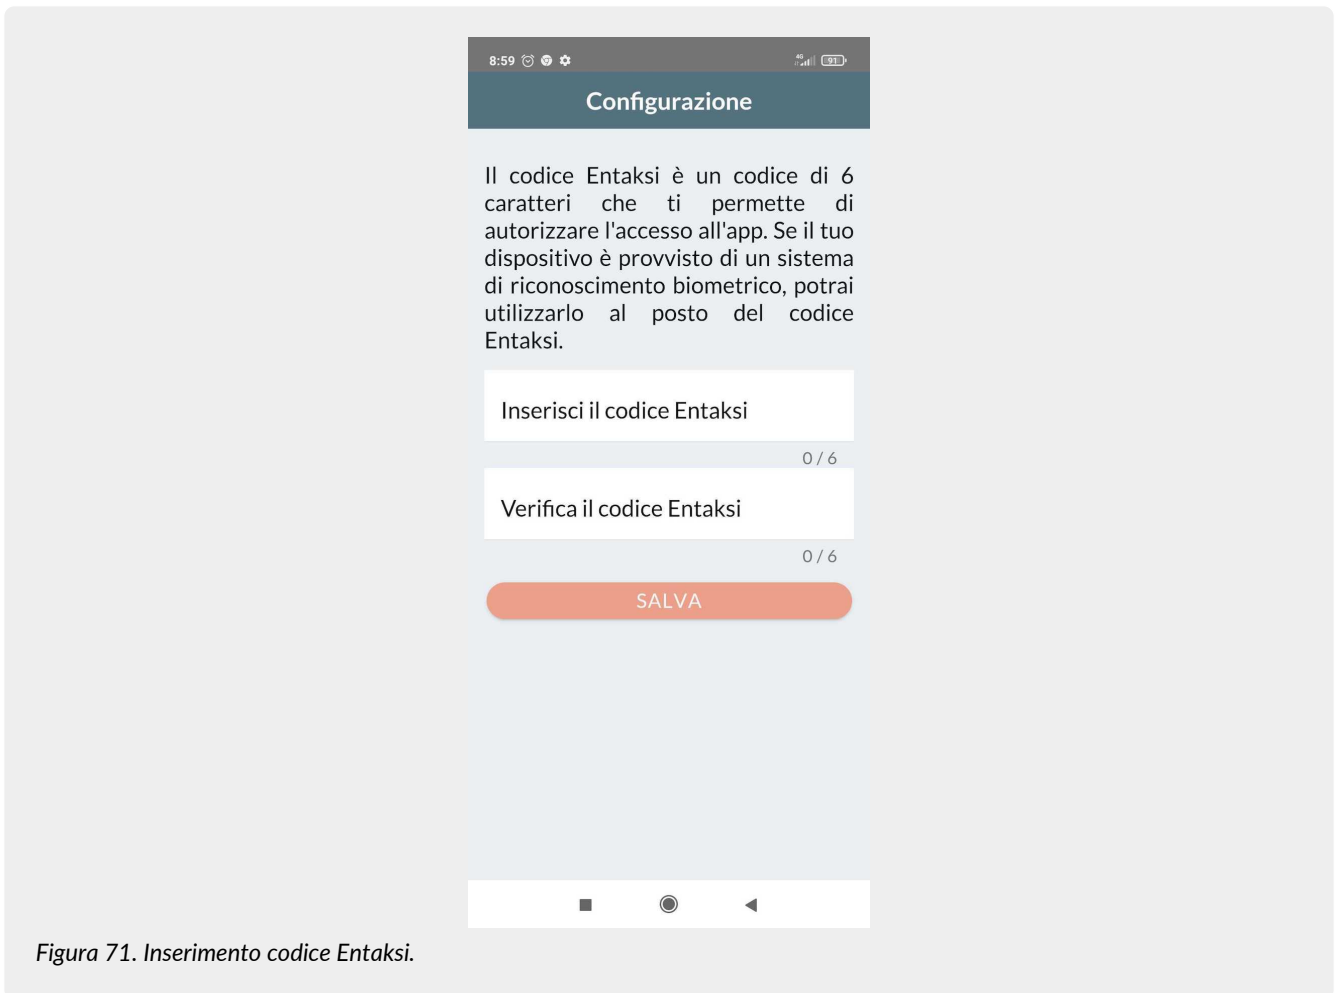 8:59
4G
91
Configurazione
Il codice Entaksi è un codice di 6
caratteri che ti permette di
autorizzare l'accesso all'app. Se il tuo
dispositivo è provvisto di un sistema
di riconoscimento biometrico, potrai
utilizzarlo al posto del codice
Entaksi.
Inserisci il codice Entaksi
0 / 6
Verifica il codice Entaksi
0 / 6
SALVA
Figura 71. Inserimento codice Entaksi.